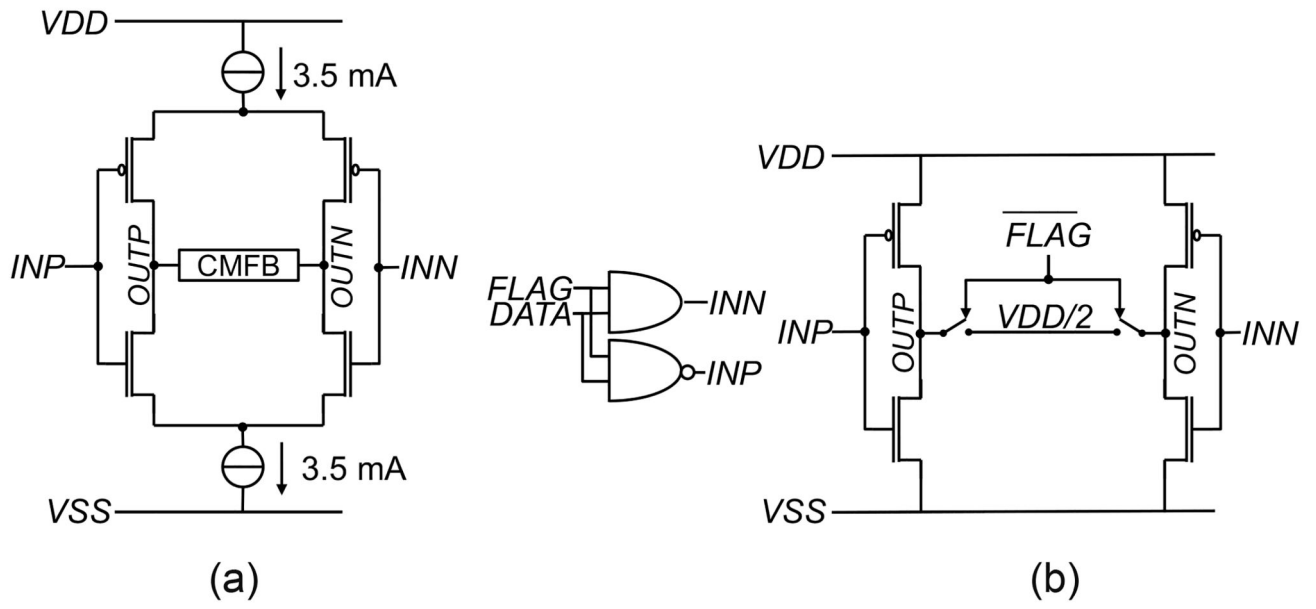 VDD
3.5 mA
INP
OUTP
CMFB
OUTN
INN
3.5 mA
VSS
(a)
FLAG
DATA
INN
INP
VDD
FLAG
INP
OUTP
VDD/2
OUTN
INN
VSS
(b)